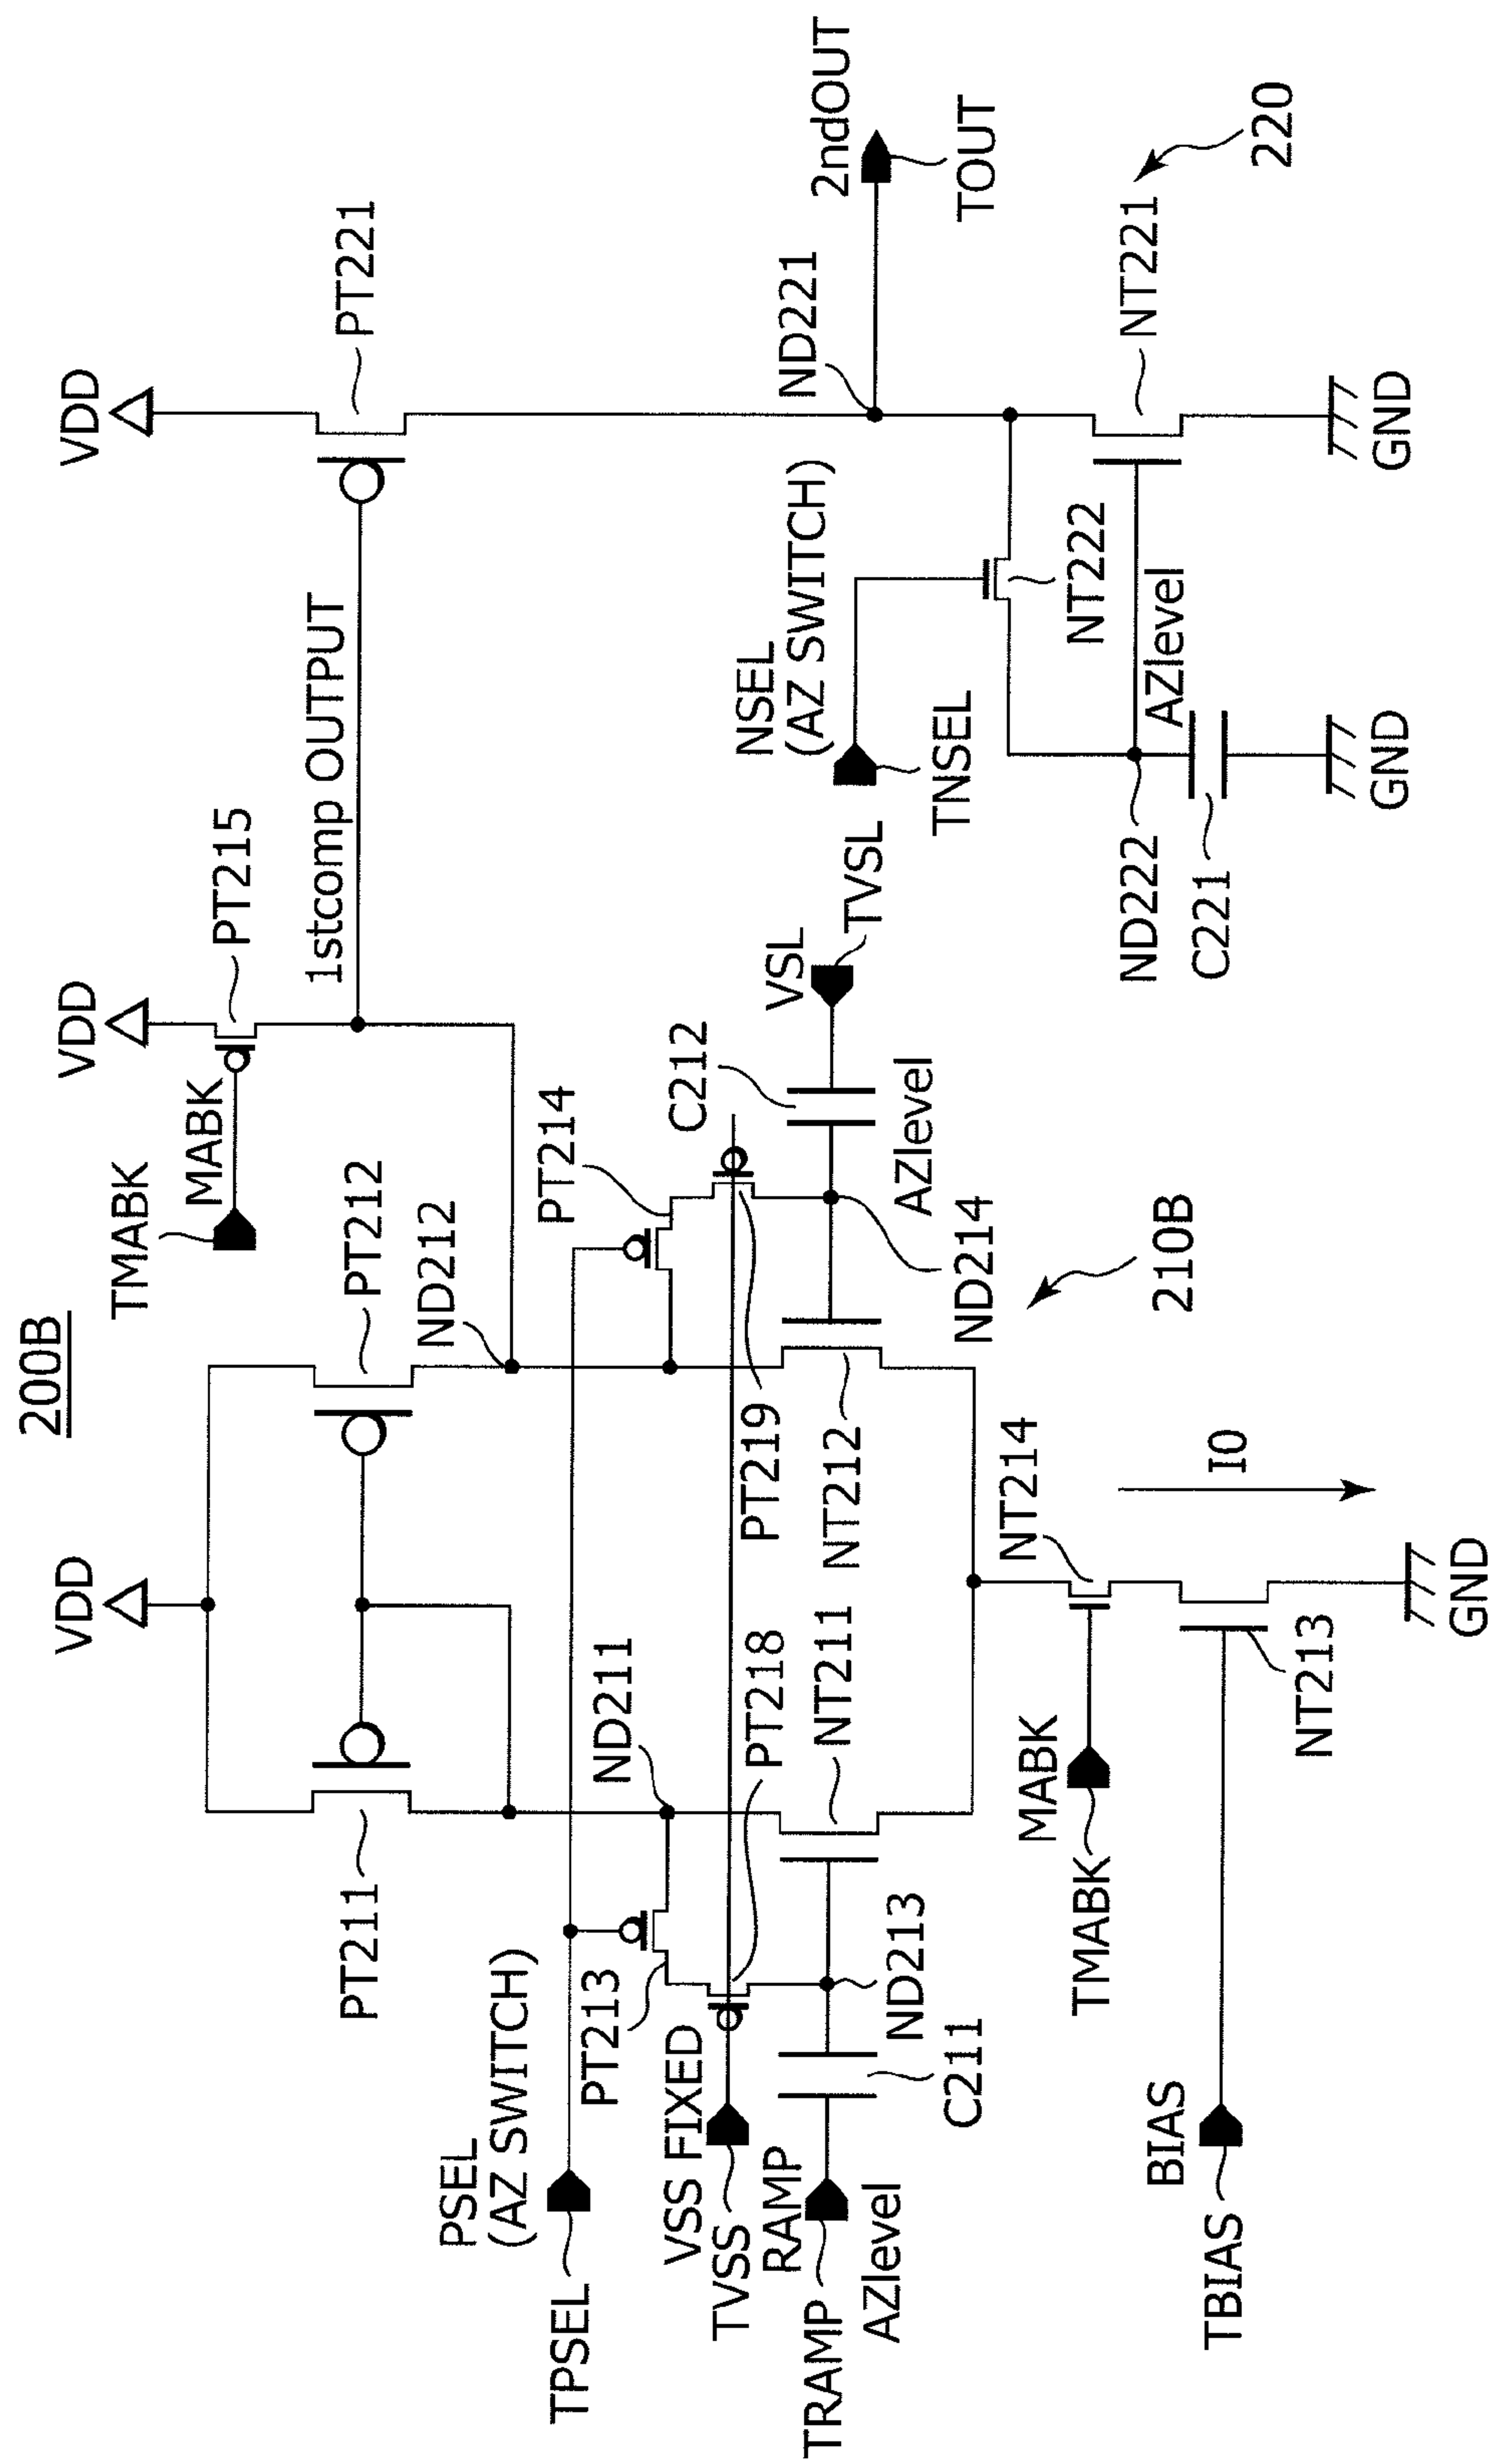 200B
VDD
VDD
VDD
TMABK
MABK
PT215
PT211
PT212
PT221
1stcomp OUTPUT
ND212
PSEL
(AZ SWITCH)
TPSEL
PT213
ND211
PT214
C212
VSS FIXED
TVSS
PT218
PT219
VSL
TVSL
NSEL
(AZ SWITCH)
TNSEL
ND221
2ndOUT
TOUT
RAMP
TRAMP
AZlevel
C211
ND213
NT211
NT212
AZlevel
ND214
NT222
AZlevel
NT221
ND222
C221
220
210B
MABK
TMABK
NT214
I0
BIAS
TBIAS
NT213
GND
GND
GND